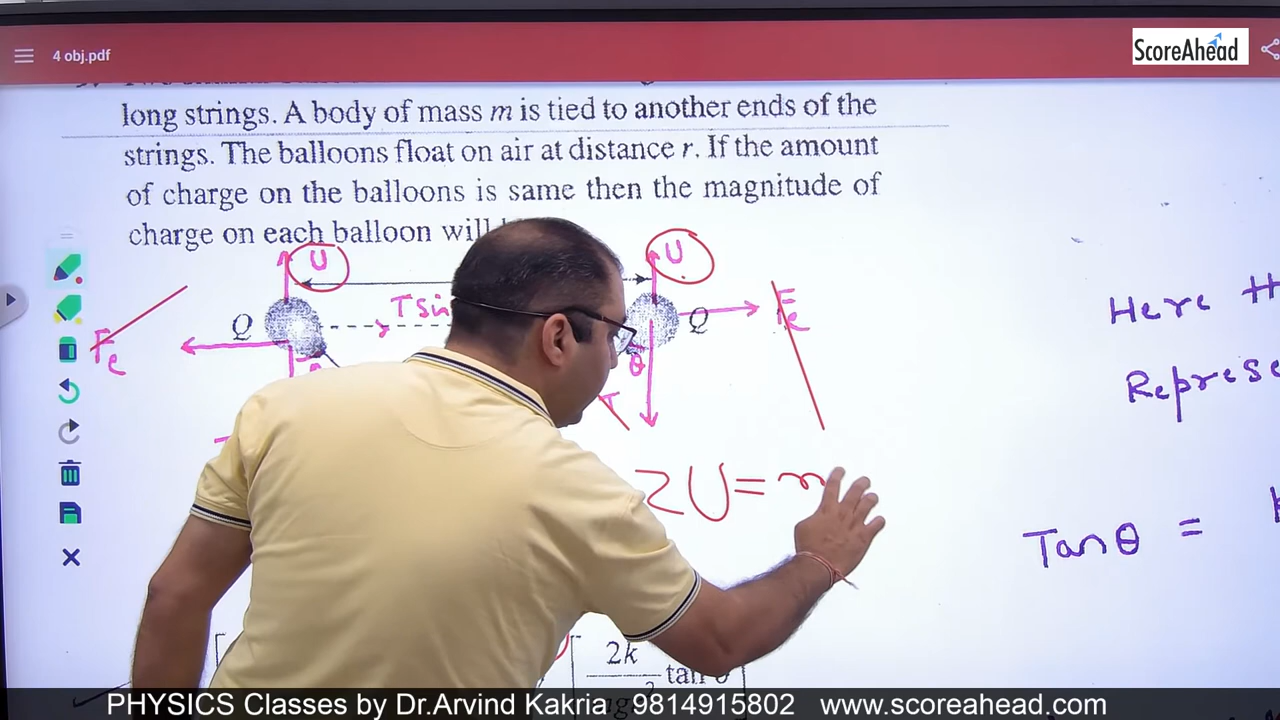 4 obj.pdf
ScoreAhead
long strings. A body of mass m is tied to another ends of the
strings. The balloons float on air at distance r. If the amount
of charge on the balloons is same then the magnitude of
charge on each balloon will
U U
Q T sin Q Fe
Fe
θ
T
2U = m
Here
Represe
Tanθ =
2k
tan θ
PHYSICS Classes by Dr.Arvind Kakria 9814915802 www.scoreahead.com